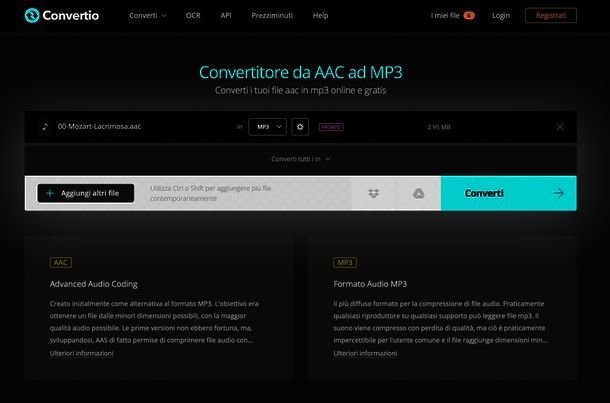 Convertio
Converti
OCR
API
Prezziminuti
Help
I miei file
6
Login
Registrati
Convertitore da AAC ad MP3
Converti i tuoi file aac in mp3 online e gratis
00-Mozart-Lacrimosa.aac
in
MP3
PRONTO
2.95 MB
Converti tutti i in
Aggiungi altri file
Utilizza Ctrl o Shift per aggiungere più file
contemporaneamente
Converti
AAC
Advanced Audio Coding
Creato inizialmente come alternativa al formato MP3. L'obiettivo era
ottenere un file dalle minori dimensioni possibili, con la maggior
qualità audio possibile. Le prime versioni non ebbero fortuna, ma,
sviluppandosi, AAS di fatto permise di comprimere file audio con...
Ulteriori informazioni
MP3
Formato Audio MP3
Il più diffuso formato per la compressione di file audio. Praticamente
qualsiasi riproduttore su qualsiasi supporto può leggere file mp3. Il
suono viene compresso con perdita di qualità, ma ciò è praticamente
impercettibile per l'utente comune e il file raggiunge dimensioni min...
Ulteriori informazioni